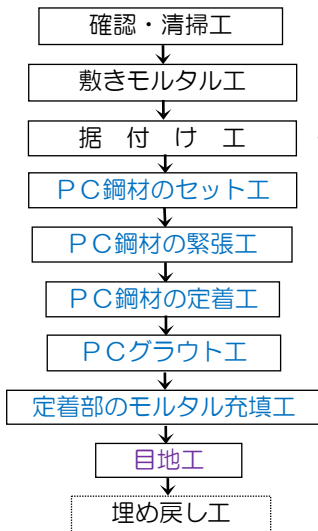 確認・清掃工
敷きモルタル工
据　付　け　工
ＰＣ鋼材のセット工
ＰＣ鋼材の緊張工
ＰＣ鋼材の定着工
ＰＣグラウト工
定着部のモルタル充填工
目地工
埋め戻し工